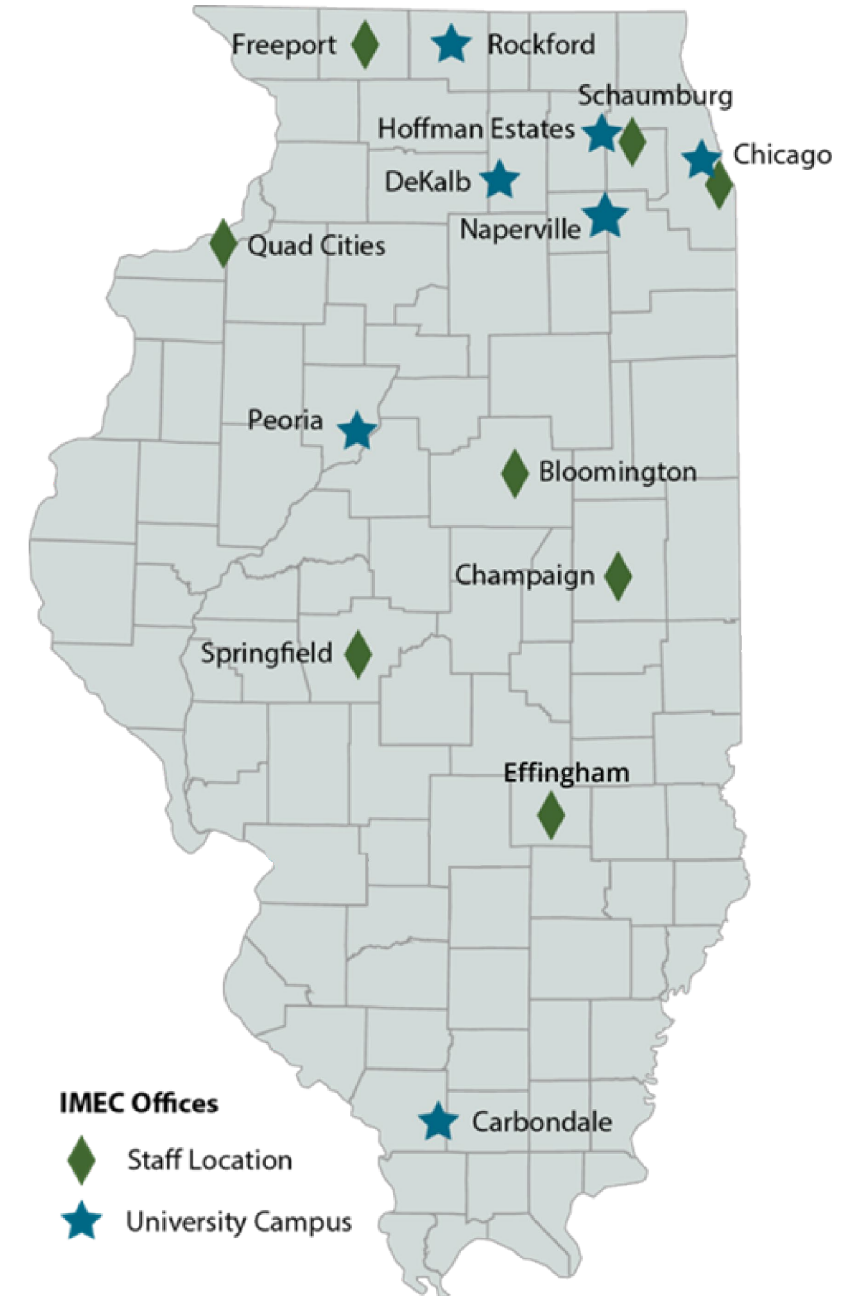 Freeport
Rockford
Schaumburg
Hoffman Estates
Chicago
DeKalb
Naperville
Quad Cities
Peoria
Bloomington
Champaign
Springfield
Effingham
IMEC Offices
Carbondale
Staff Location
University Campus